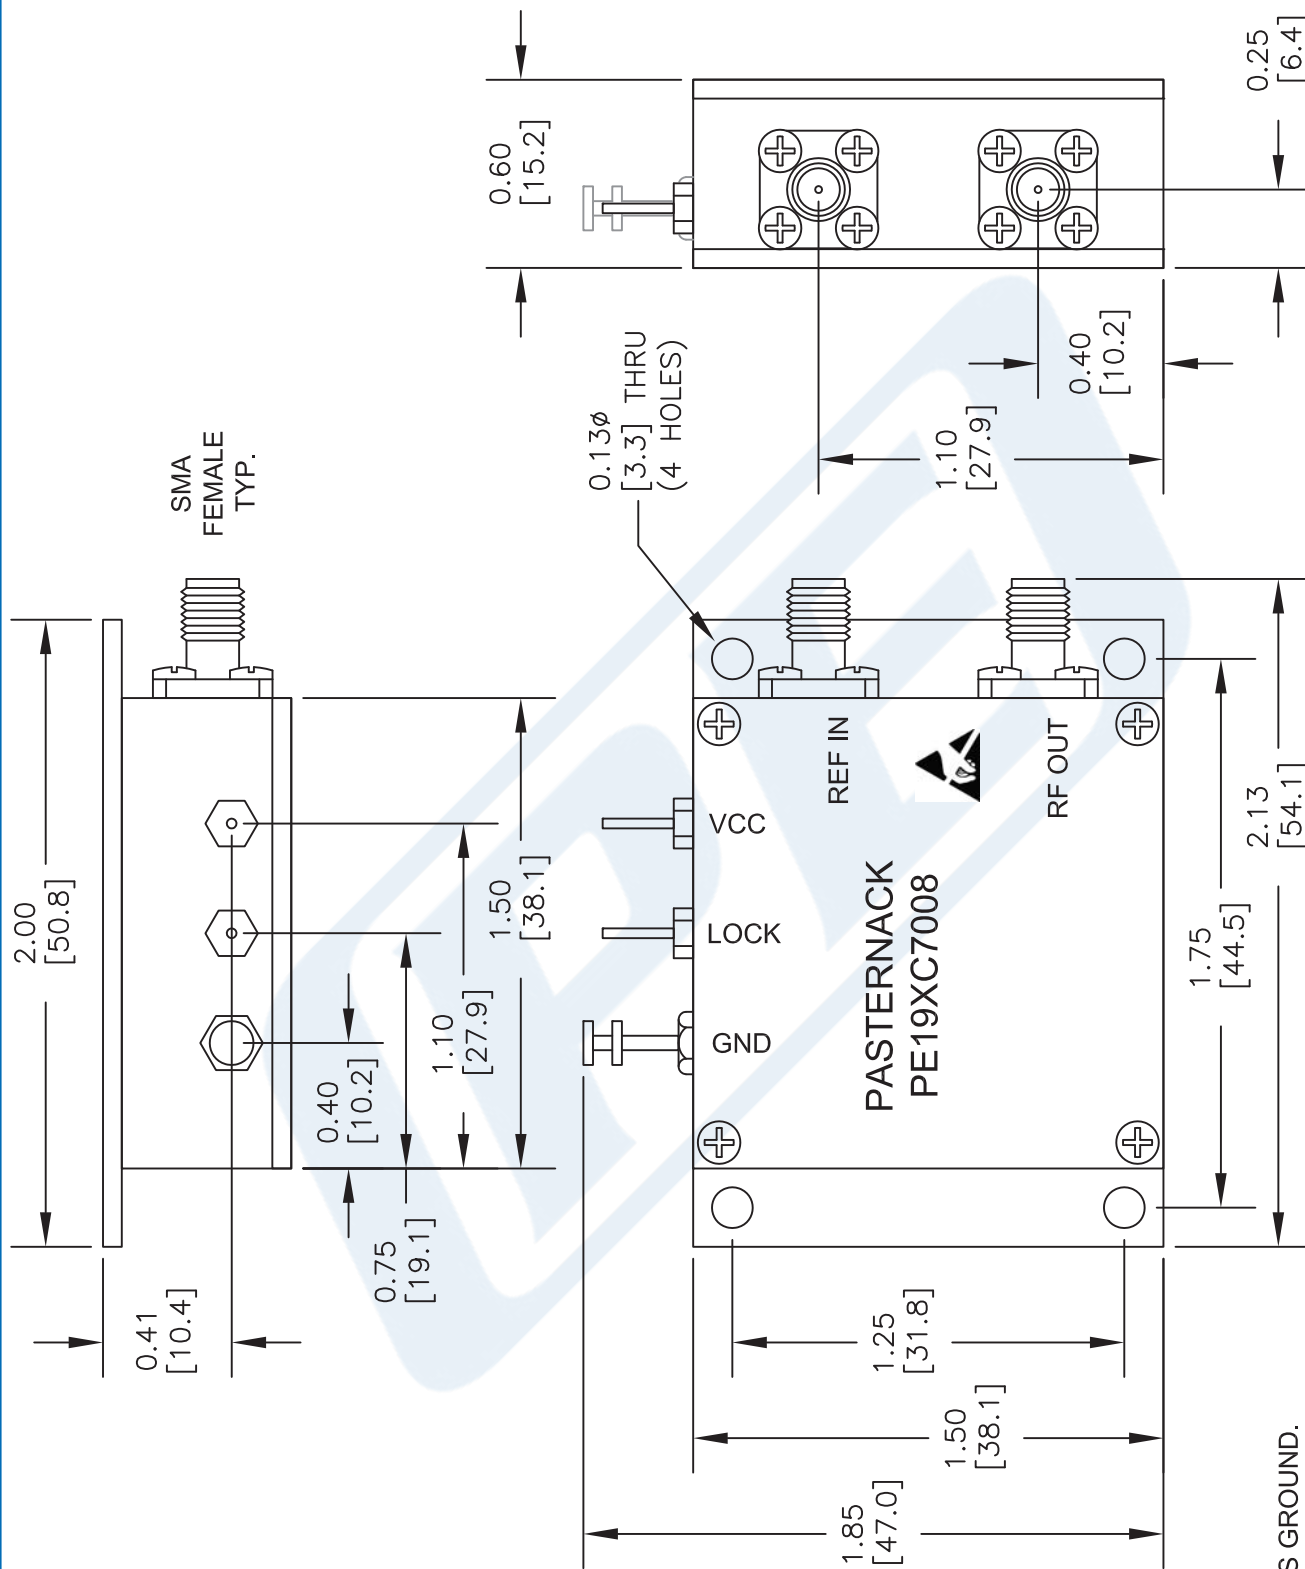 SMA
FEMALE
TYP.
2.00
[50.8]
0.41
[10.4]
0.40
[10.2]
0.75
[19.1]
1.10
[27.9]
1.50
[38.1]
0.60
[15.2]
0.25
[6.4]
0.40
[10.2]
1.10
[27.9]
0.13ø
[3.3] THRU
(4 HOLES)
GND
LOCK
VCC
REF IN
RF OUT
PASTERNACK
PE19XC7008
1.75
[44.5]
2.13
[54.1]
1.25
[31.8]
1.50
[38.1]
1.85
[47.0]
GROUND.